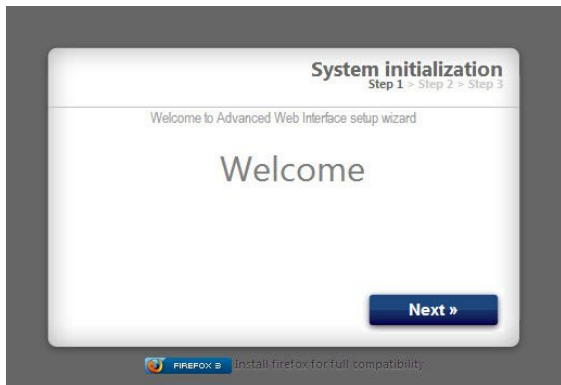 System initialization
Step 1 > Step 2 > Step 3
Welcome to Advanced Web Interface setup wizard
Welcome
Next »
FIREFOX 3 Install firefox for full compatibility